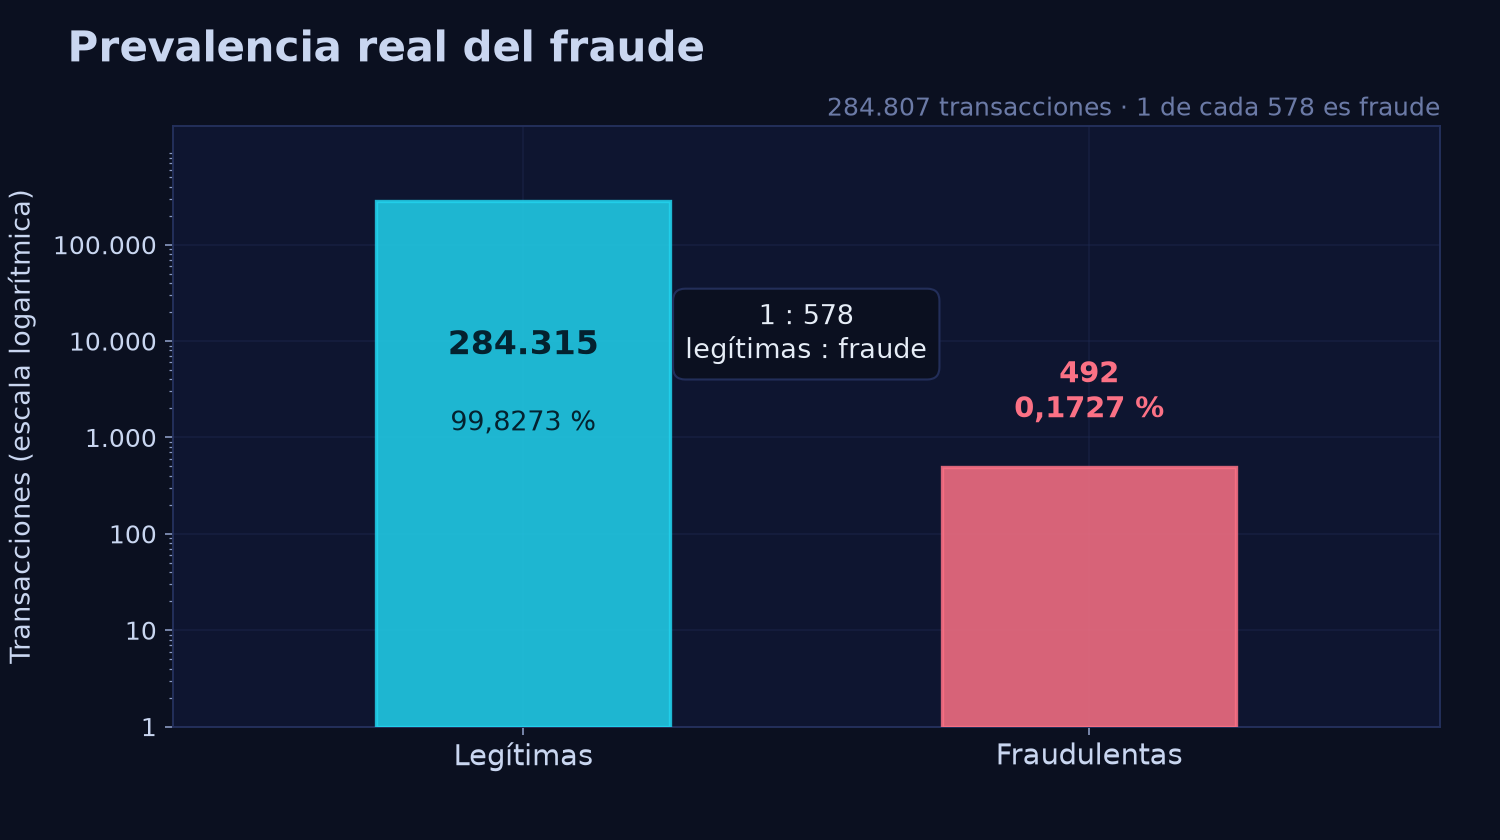 Prevalencia real del fraude
284.807 transacciones · 1 de cada 578 es fraude
Transacciones (escala logarítmica)
100.000
10.000
1.000
100
10
1
284.315
99,8273 %
1 : 578
legítimas : fraude
492
0,1727 %
Legítimas
Fraudulentas